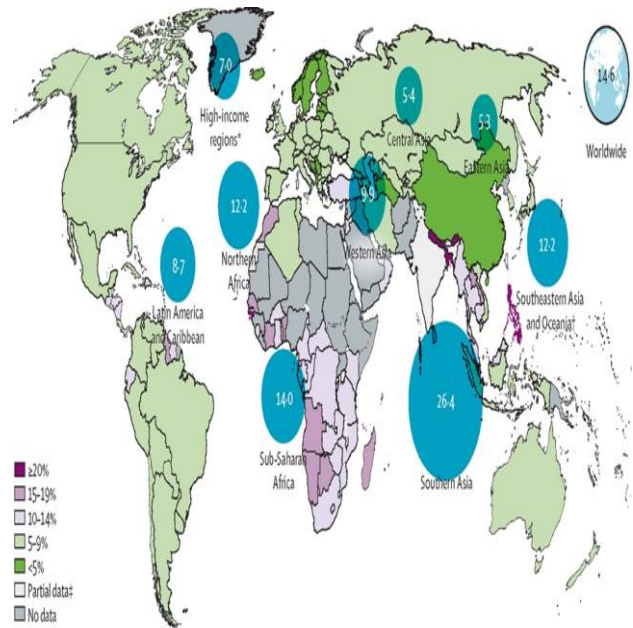 7·0
High-income
regions*
5·4
Central Asia
5·3
Eastern Asia
14·6
Worldwide
12·2
Northern
Africa
9·9
Western Asia
8·7
Latin America
and Caribbean
12·2
Southeastern Asia
and Oceania†
14·0
Sub-Saharan
Africa
26·4
Southern Asia
≥20%
15–19%
10–14%
5–9%
<5%
Partial data‡
No data